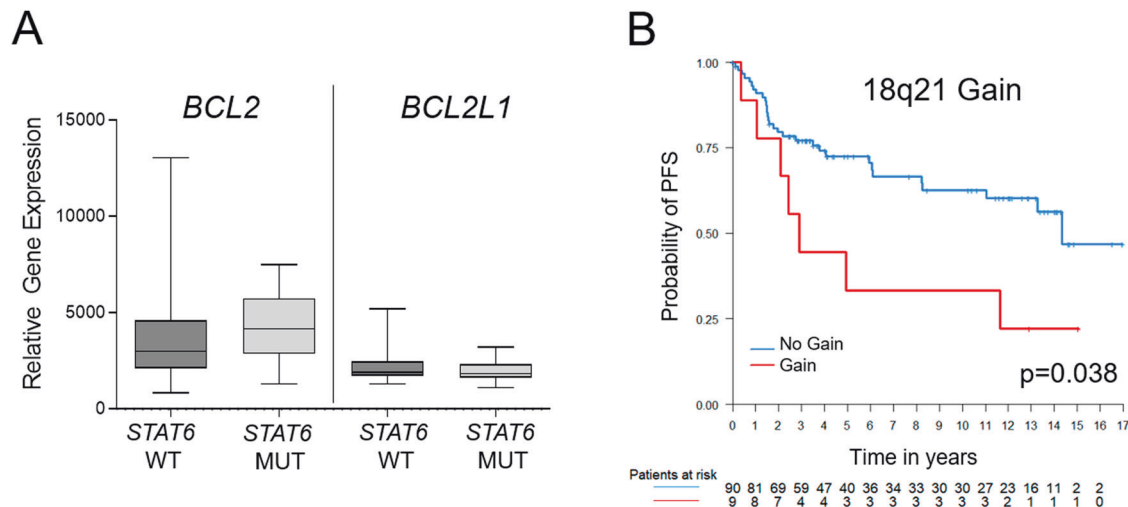 A
BCL2
BCL2L1
Relative Gene Expression
15000
10000
5000
0
STAT6
WT
STAT6
MUT
STAT6
WT
STAT6
MUT
B
18q21 Gain
Probability of PFS
1.00
0.75
0.50
0.25
0.00
No Gain
Gain
p=0.038
0 1 2 3 4 5 6 7 8 9 10 11 12 13 14 15 16 17
Time in years
Patients at risk
90 81 69 59 47 40 36 34 33 30 30 27 23 16 11 2 2
9 8 7 4 4 3 3 3 3 3 3 3 2 1 1 1 0